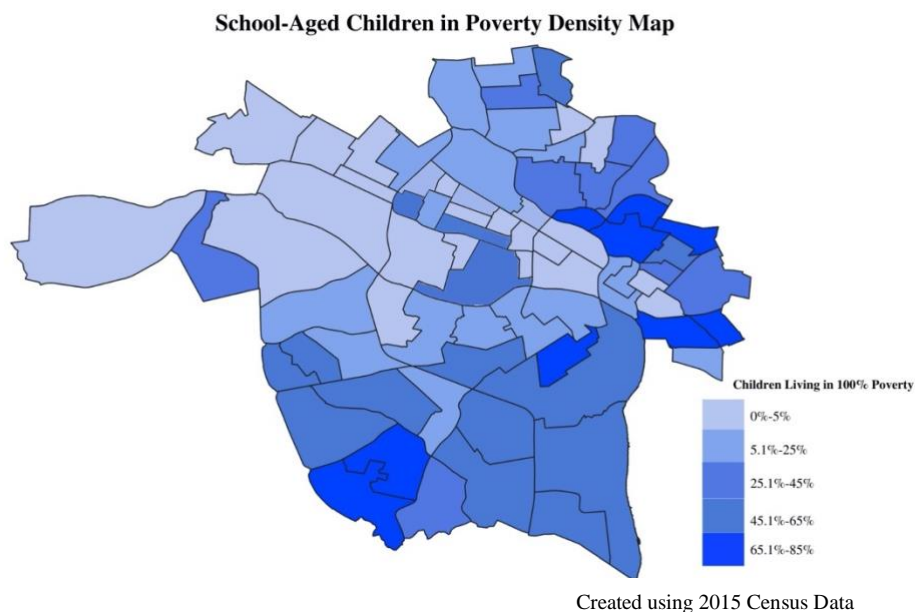 School-Aged Children in Poverty Density Map
Children Living in 100% Poverty
0%-5%
5.1%-25%
25.1%-45%
45.1%-65%
65.1%-85%
Created using 2015 Census Data